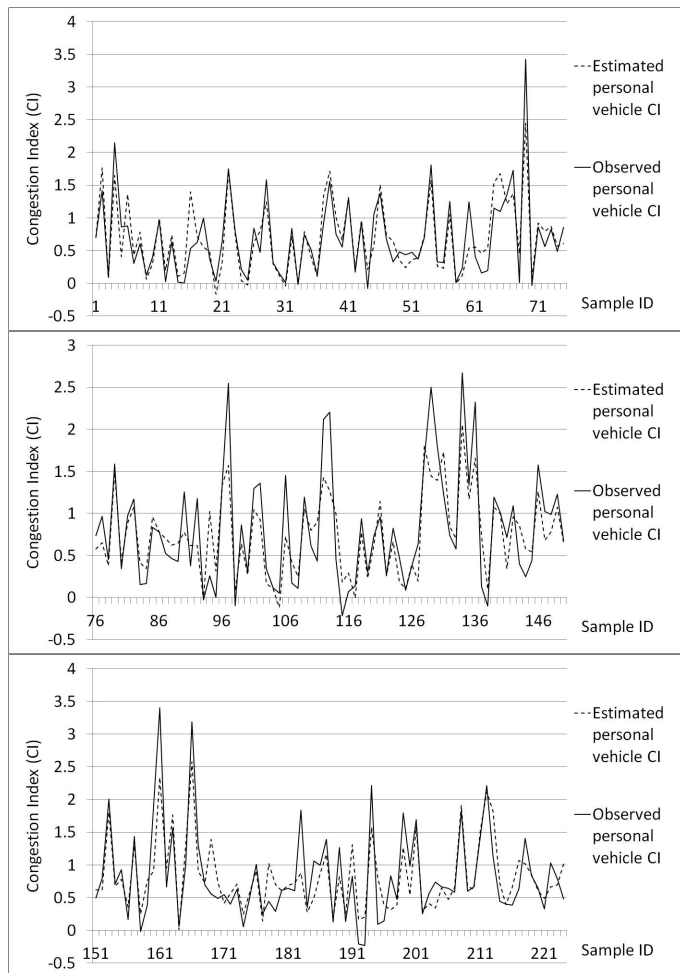 Congestion Index (CI)
4
3.5
3
2.5
2
1.5
1
0.5
0
-0.5
1 11 21 31 41 51 61 71
Sample ID
Estimated
personal
vehicle CI
Observed
personal
vehicle CI
Congestion Index (CI)
3
2.5
2
1.5
1
0.5
0
-0.5
76 86 96 106 116 126 136 146
Sample ID
Estimated
personal
vehicle CI
Observed
personal
vehicle CI
Congestion Index (CI)
4
3.5
3
2.5
2
1.5
1
0.5
0
-0.5
151 161 171 181 191 201 211 221
Sample ID
Estimated
personal
vehicle CI
Observed
personal
vehicle CI